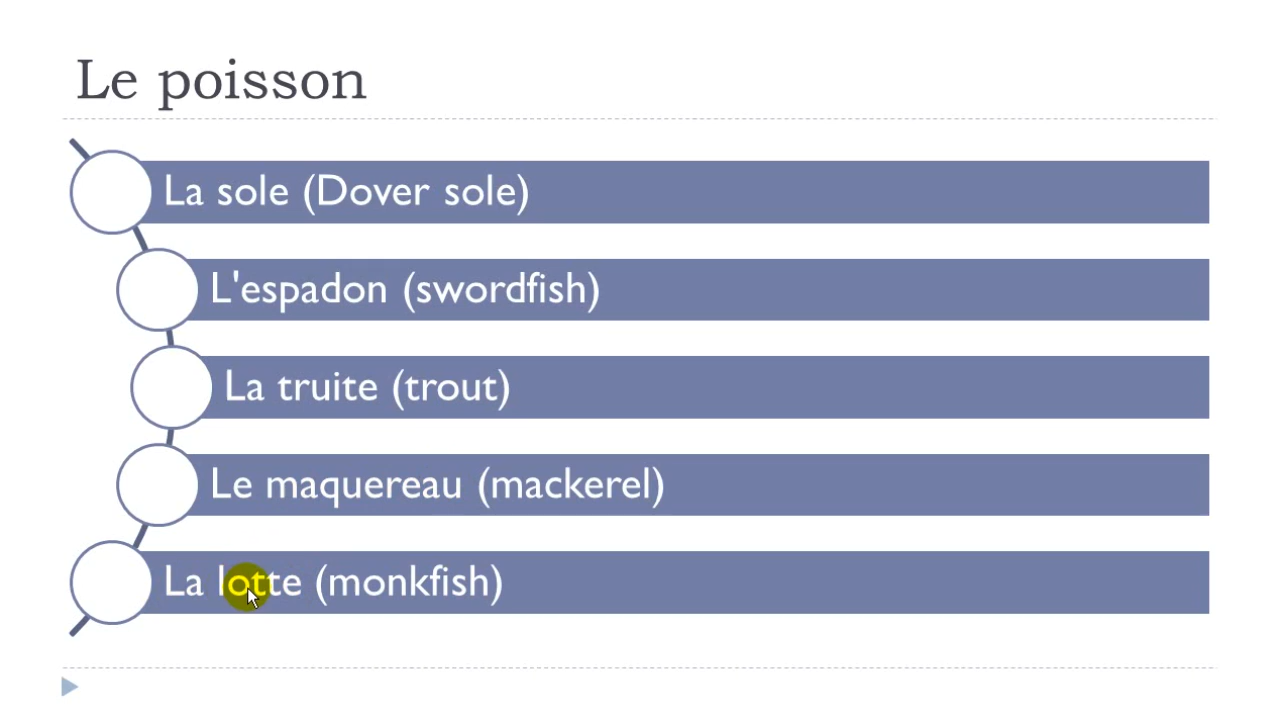 Le poisson
La sole (Dover sole)
L'espadon (swordfish)
La truite (trout)
Le maquereau (mackerel)
La lotte (monkfish)